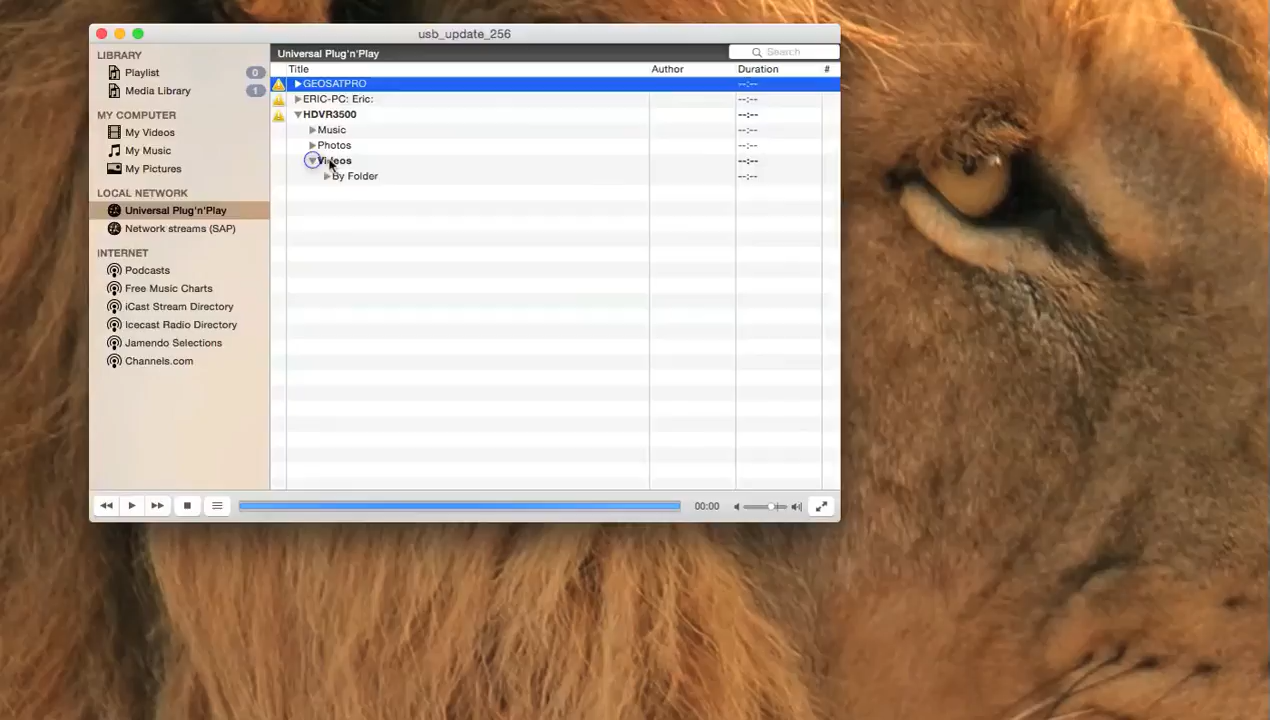 usb_update_256
LIBRARY
Playlist 0
Media Library 1
MY COMPUTER
My Videos
My Music
My Pictures
LOCAL NETWORK
Universal Plug'n'Play
Network streams (SAP)
INTERNET
Podcasts
Free Music Charts
iCast Stream Directory
Icecast Radio Directory
Jamendo Selections
Channels.com
Universal Plug'n'Play Search
Title Author Duration #
GEOSATPRO --:--
ERIC-PC: Eric: --:--
HDVR3500 --:--
Music
Photos
Videos --:--
By Folder --:--
00:00